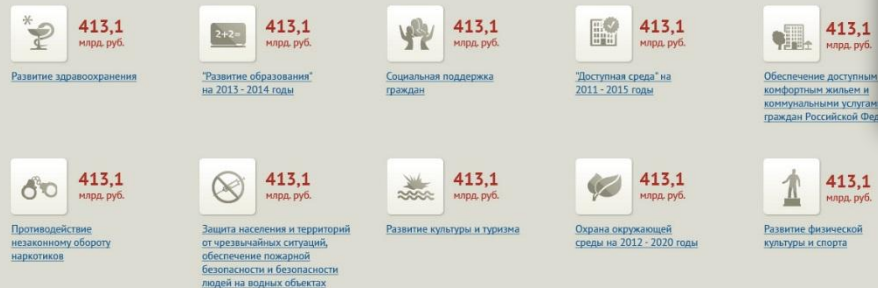 413,1
млрд. руб.
Развитие здравоохранения
2+2=
413,1
млрд. руб.
"Развитие образования"
на 2013 - 2014 годы
413,1
млрд. руб.
Социальная поддержка
граждан
413,1
млрд. руб.
"Доступная среда" на
2011 - 2015 годы
413,1
млрд. руб.
Обеспечение доступным
комфортным жильем и
коммунальными услугам
граждан Российской Фед
413,1
млрд. руб.
Противодействие
незаконному обороту
наркотиков
413,1
млрд. руб.
Защита населения и территорий
от чрезвычайных ситуаций,
обеспечение пожарной
безопасности и безопасности
людей на водных объектах
413,1
млрд. руб.
Развитие культуры и туризма
413,1
млрд. руб.
Охрана окружающей
среды на 2012 - 2020 годы
413,1
млрд. руб.
Развитие физической
культуры и спорта